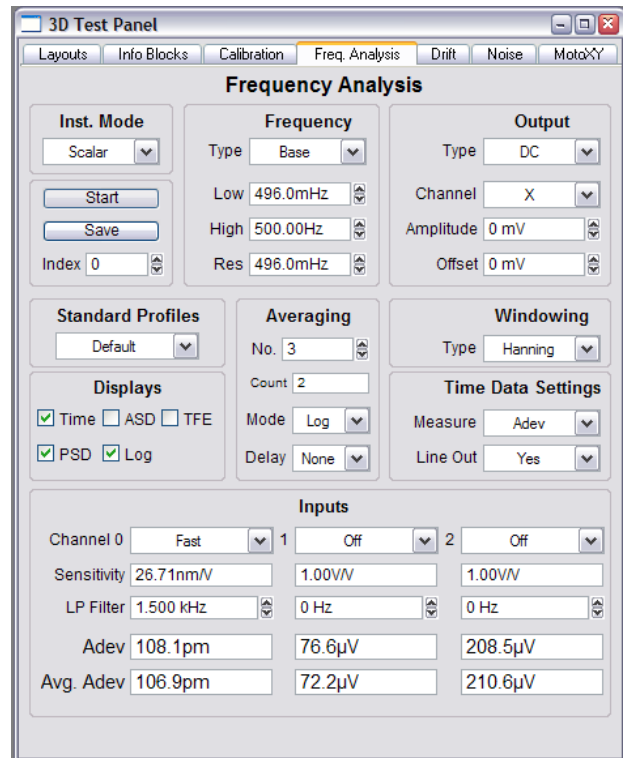 3D Test Panel
Layouts Info Blocks Calibration Freq. Analysis Drift Noise MotoXY
Frequency Analysis
Inst. Mode
Scalar
Start
Save
Index 0
Frequency
Type Base
Low 496.0mHz
High 500.00Hz
Res 496.0mHz
Output
Type DC
Channel X
Amplitude 0 mV
Offset 0 mV
Standard Profiles
Default
Displays
Time ASD TFE
PSD Log
Averaging
No. 3
Count 2
Mode Log
Delay None
Windowing
Type Hanning
Time Data Settings
Measure Adev
Line Out Yes
Inputs
Channel 0 Fast 1 Off 2 Off
Sensitivity 26.71nm/V 1.00V/V 1.00V/V
LP Filter 1.500 kHz 0 Hz 0 Hz
Adev 108.1pm 76.6µV 208.5µV
Avg. Adev 106.9pm 72.2µV 210.6µV